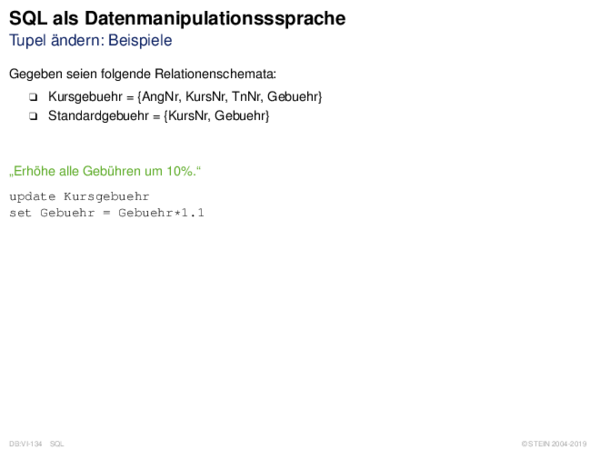 SQL als Datenmanipulationsssprache
Tupel ändern: Beispiele
Gegeben seien folgende Relationenschemata:
❑ Kursgebuehr = {AngNr, KursNr, TnNr, Gebuehr}
❑ Standardgebuehr = {KursNr, Gebuehr}
„Erhöhe alle Gebühren um 10%.“
update Kursgebuehr
set Gebuehr = Gebuehr*1.1
DB:VI-134 SQL
© STEIN 2004-2019